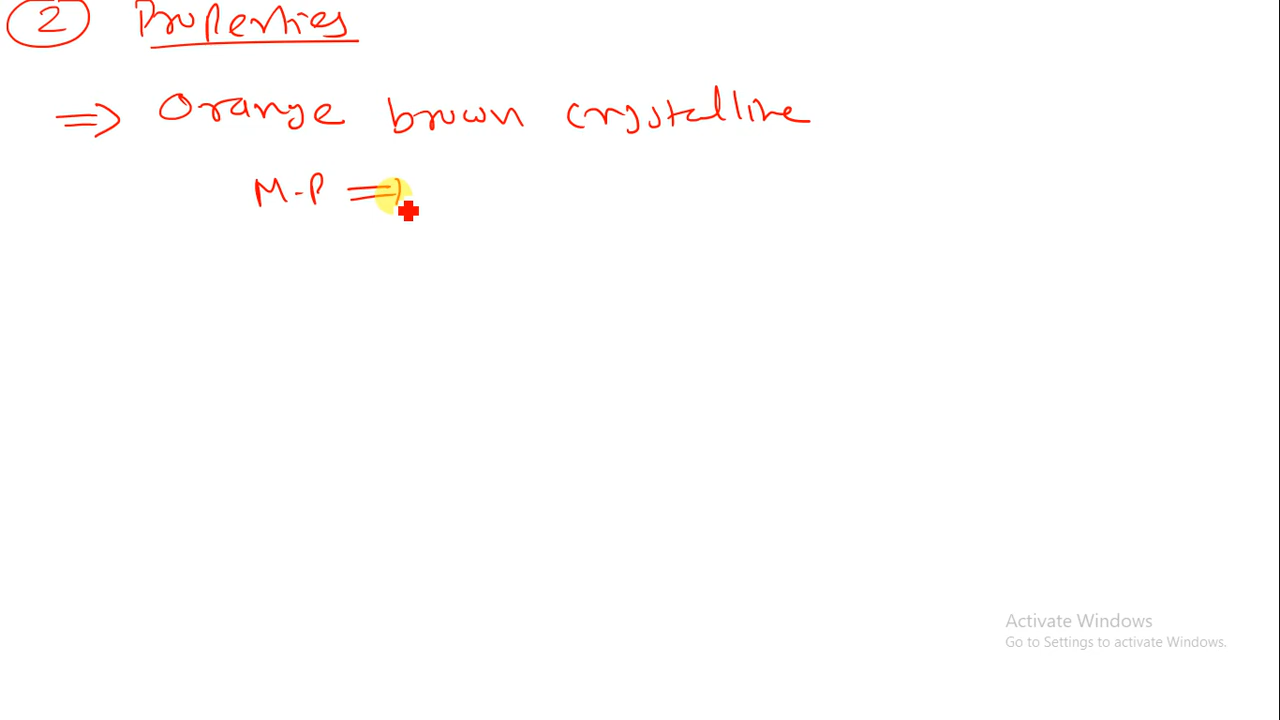 ② Properties
⇒ Orange brown crystalline
M.P ⇒
Activate Windows
Go to Settings to activate Windows.